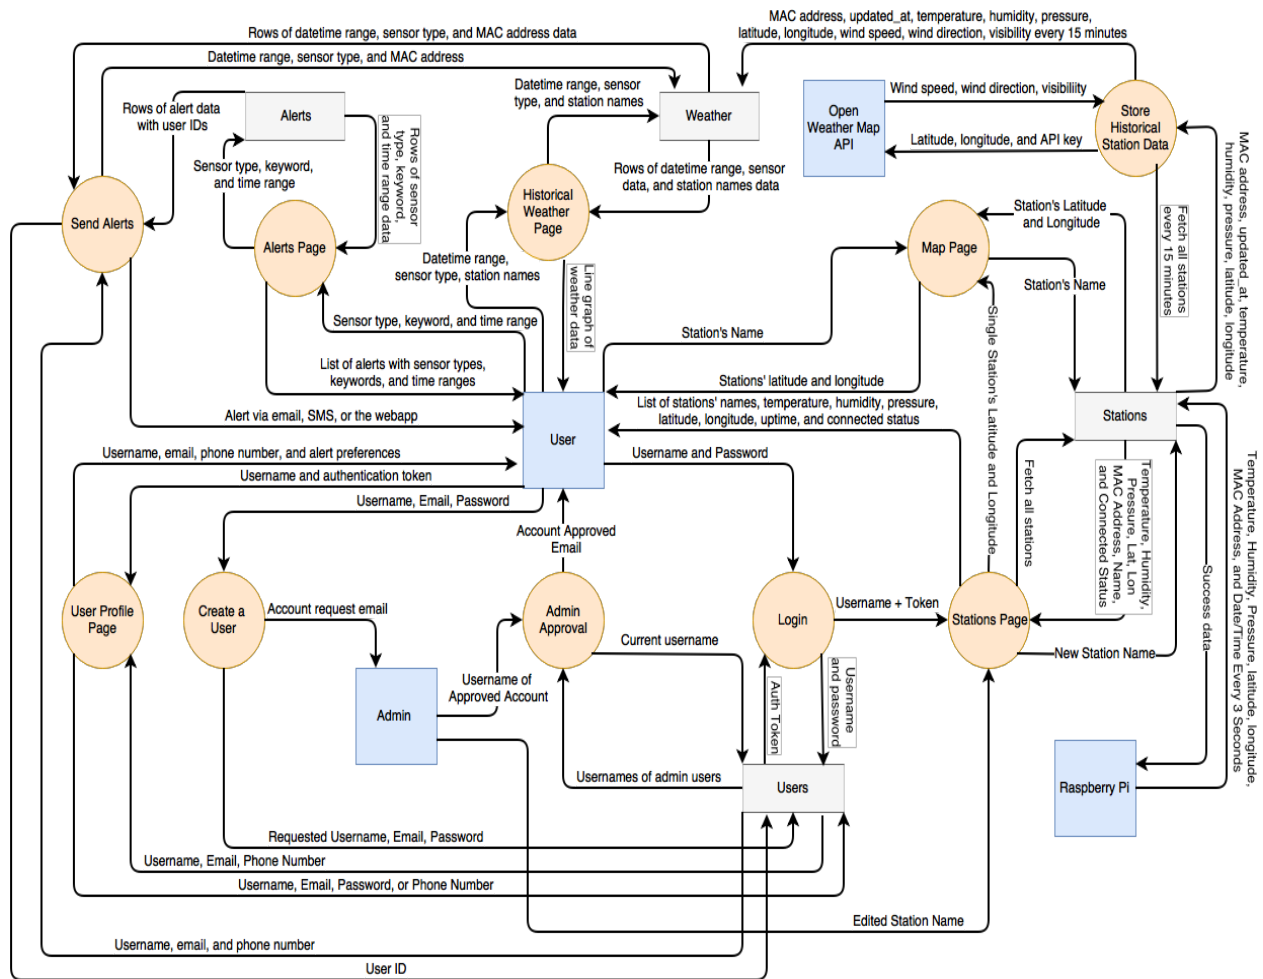 MAC address, updated_at, temperature, humidity, pressure,
latitude, longitude, wind speed, wind direction, visibility every 15 minutes
Rows of datetime range, sensor type, and MAC address data
Datetime range, sensor type, and MAC address
Datetime range, sensor
type, and station names
Rows of alert data
with user IDs
Alerts
Weather
Open
Weather Map
API
Wind speed, wind direction, visibility
Latitude, longitude, and API key
Store
Historical
Station Data
MAC address, updated_at, temperature,
humidity, pressure, latitude, longitude
Rows of sensor
type, keyword,
and time range data
Sensor type, keyword,
and time range
Rows of datetime range, sensor
data, and station names data
Send Alerts
Alerts Page
Historical
Weather
Page
Map Page
Station's Latitude
and Longitude
Fetch all stations
every 15 minutes
Datetime range,
sensor type, station names
Line graph of
weather data
Station's Name
Sensor type, keyword, and time range
Station's Name
Single Station's Latitude and Longitude
List of alerts with sensor types,
keywords, and time ranges
Stations' latitude and longitude
List of stations' names, temperature, humidity, pressure,
latitude, longitude, uptime, and connected status
Alert via email, SMS, or the webapp
User
Stations
Username, email, phone number, and alert preferences
Username and authentication token
Username, Email, Password
Username and Password
Fetch all stations
Temperature, Humidity,
Pressure, Lat, Lon
MAC Address, Name,
and Connected Status
Temperature, Humidity, Pressure, latitude, longitude,
MAC Address, and Date/Time Every 3 Seconds
Success data
Account Approved
Email
User Profile
Page
Create a
User
Account request email
Admin
Approval
Current username
Login
Username + Token
Stations Page
New Station Name
Username of
Approved Account
Admin
Auth Token
Username
and password
Usernames of admin users
Users
Raspberry Pi
Requested Username, Email, Password
Username, Email, Phone Number
Username, Email, Password, or Phone Number
Edited Station Name
Username, email, and phone number
User ID